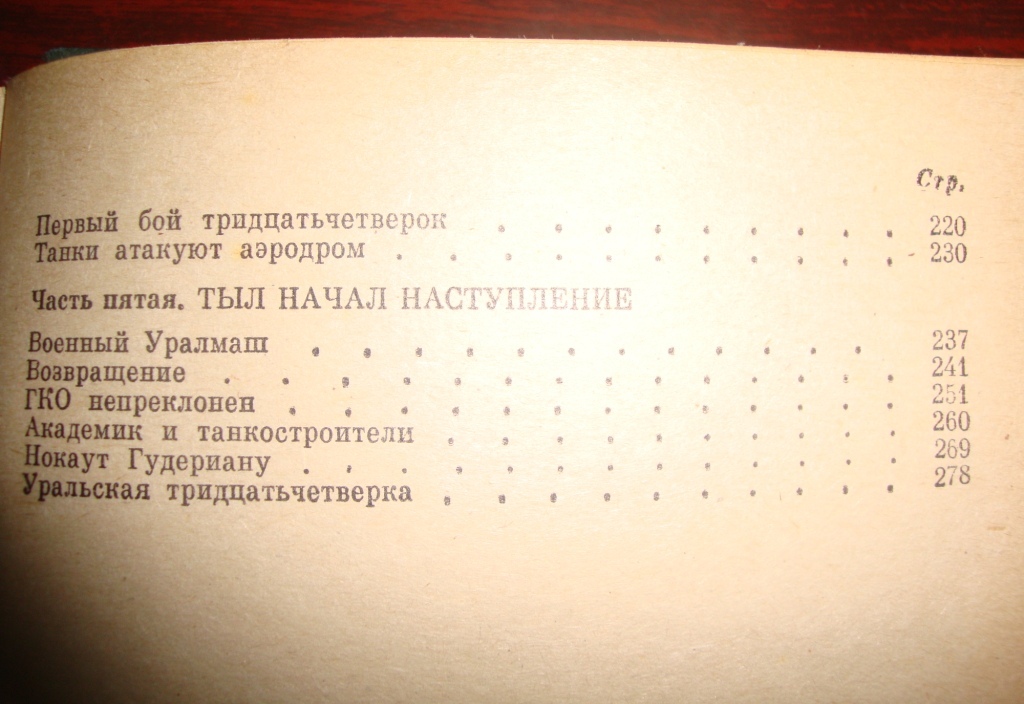 Стр.
Первый бой тридцатьчетверок . . . . . . . . . 220
Танки атакуют аэродром . . . . . . . . . . 230
Часть пятая. ТЫЛ НАЧАЛ НАСТУПЛЕНИЕ
Военный Уралмаш . . . . . . . . . . . . 237
Возвращение . . . . . . . . . . . . . 241
ГКО непреклонен . . . . . . . . . . . . 251
Академик и танкостроители . . . . . . . . . 260
Нокаут Гудериану . . . . . . . . . . . . 269
Уральская тридцатьчетверка . . . . . . . . . 278